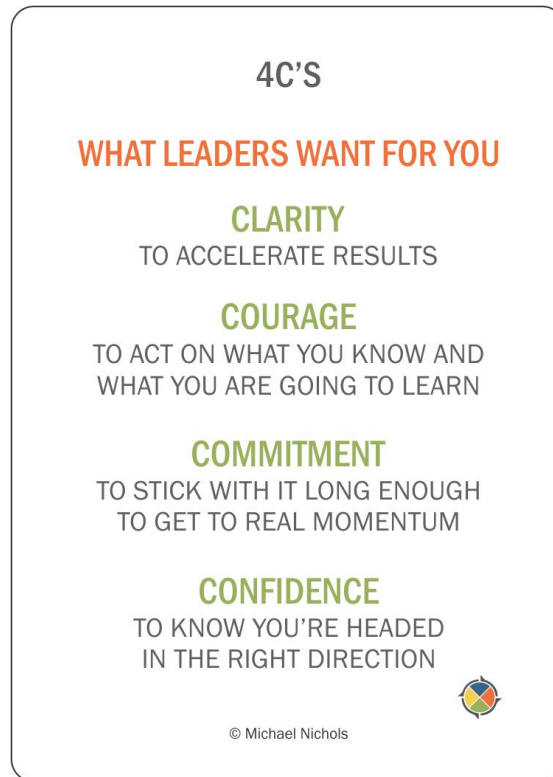 4C'S
WHAT LEADERS WANT FOR YOU
CLARITY
TO ACCELERATE RESULTS
COURAGE
TO ACT ON WHAT YOU KNOW AND
WHAT YOU ARE GOING TO LEARN
COMMITMENT
TO STICK WITH IT LONG ENOUGH
TO GET TO REAL MOMENTUM
CONFIDENCE
TO KNOW YOU'RE HEADED
IN THE RIGHT DIRECTION
© Michael Nichols